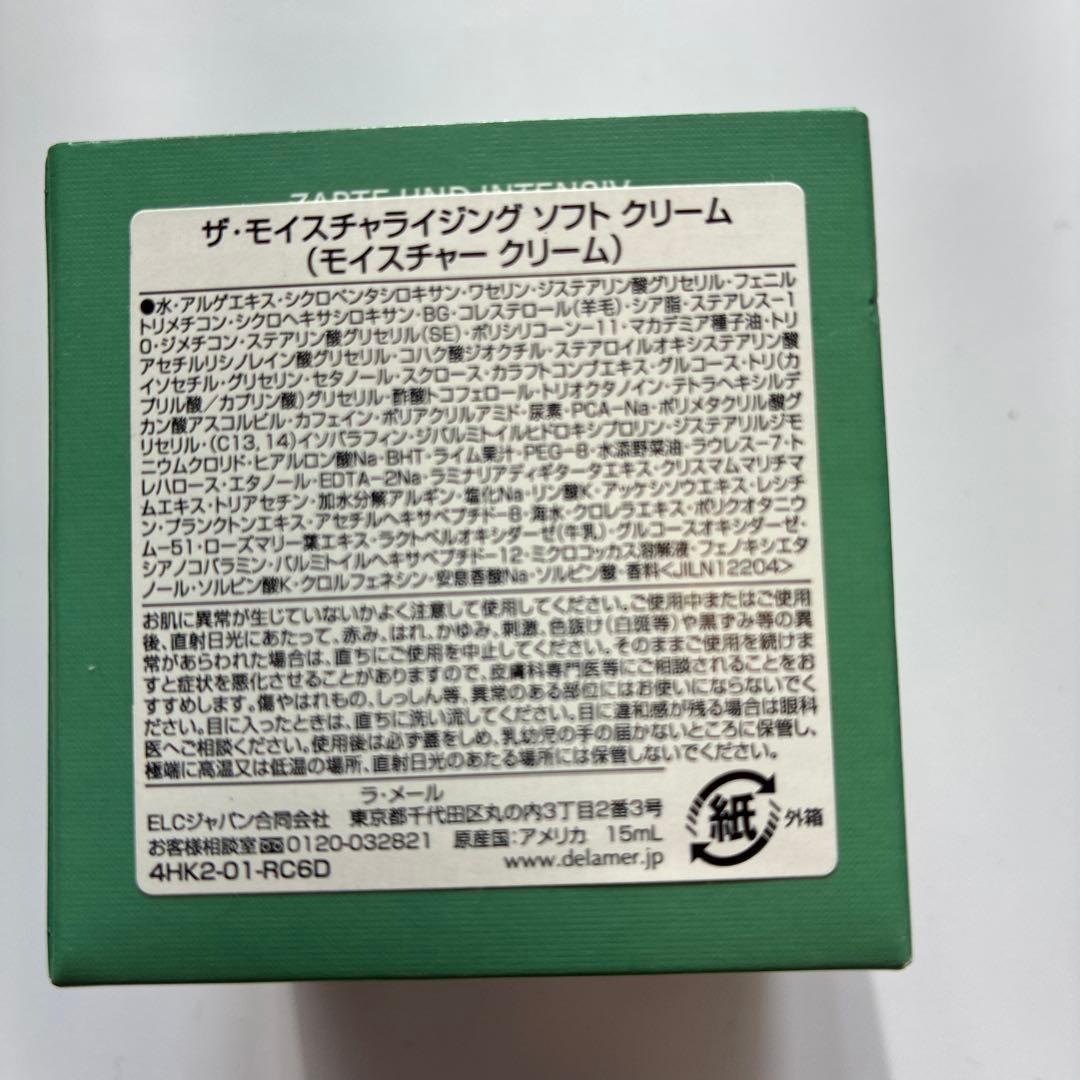 ZARTE UND INTENSIV
ザ・モイスチャライジング ソフト クリーム
(モイスチャー クリーム)
●水・アルゲエキス・シクロペンタシロキサン・ワセリン・ジステアリン酸グリセリル・フェニル
トリメチコン・シクロヘキサシロキサン・BG・コレステロール(羊毛)・シア脂・ステアレス-1
0・ジメチコン・ステアリン酸グリセリル(SE)・ポリシリコーン-11・マカデミア種子油・トリ
アセチルリシノレイン酸グリセリル・コハク酸ジオクチル・ステアロイルオキシステアリン酸
イソセチル・グリセリン・セタノール・スクロース・カラフトコンブエキス・グルコース・トリ(カ
プリル酸/カプリン酸)グリセリル・酢酸トコフェロール・トリオクタノイン・テトラヘキシルデ
カン酸アスコルビル・カフェイン・ポリアクリルアミド・尿素・PCA-Na・ポリメタクリル酸グ
リセリル・(C13,14)イソパラフィン・ジパルミトイルヒドロキシプロリン・ジステアリルジモ
ニウムクロリド・ヒアルロン酸Na・BHT・ライム果汁・PEG-8・水添野菜油・ラウレス-7・ト
レハロース・エタノール・EDTA-2Na・ラミナリアディギタータエキス・クリスマムマリチマ
ムエキス・トリアセチン・加水分解アルギン・塩化Na・リン酸K・アッケシソウエキス・レシチ
ン・プランクトンエキス・アセチルヘキサペプチド-8・海水・クロレラエキス・ポリクオタニウ
ム-51・ローズマリー葉エキス・ラクトペルオキシダーゼ(牛乳)・グルコースオキシダーゼ・
シアノコバラミン・パルミトイルヘキサペプチド-12・ミクロコッカス溶解液・フェノキシエタ
ノール・ソルビン酸K・クロルフェネシン・安息香酸Na・ソルビン酸・香料<JILN12204>
お肌に異常が生じていないかよく注意して使用してください。ご使用中またはご使用
後、直射日光にあたって、赤み、はれ、かゆみ、刺激、色抜け(白斑等)や黒ずみ等の異
常があらわれた場合は、直ちにご使用を中止してください。そのままご使用を続けま
すと症状を悪化させることがありますので、皮膚科専門医等にご相談されることをお
すすめします。傷やはれもの、しっしん等、異常のある部位にはお使いにならないでく
ださい。目に入ったときは、直ちに洗い流してください。目に違和感が残る場合は眼科
医へご相談ください。使用後は必ず蓋をしめ、乳幼児の手の届かないところに保管し、
極端に高温又は低温の場所、直射日光のあたる場所には保管しないでください。
ラ・メール
ELCジャパン合同会社 東京都千代田区丸の内3丁目2番3号
お客様相談室 0120-032821 原産国:アメリカ 15mL
4HK2-01-RC6D www.delamer.jp
紙 外箱